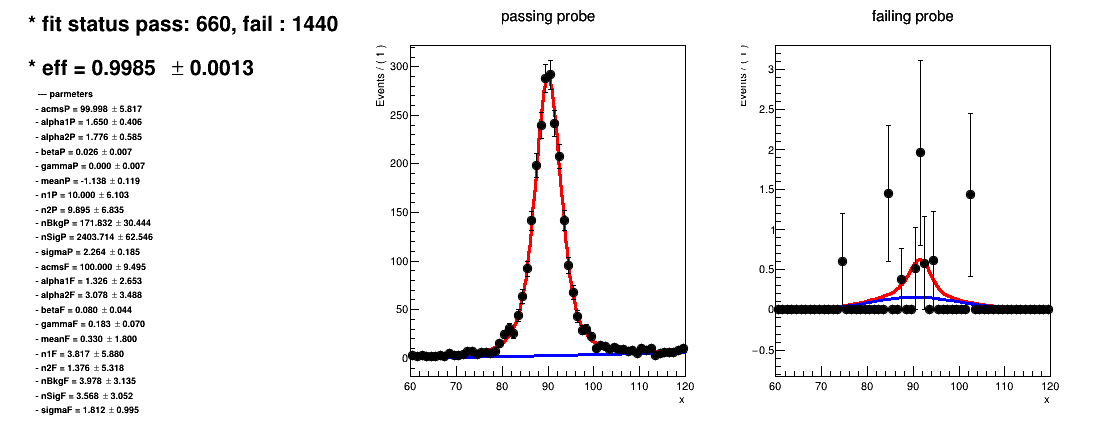 * fit status pass: 660, fail : 1440
* eff = 0.9985 ± 0.0013
--- parmeters
- acmsP = 99.998 ± 5.817
- alpha1P = 1.650 ± 0.406
- alpha2P = 1.776 ± 0.585
- betaP = 0.026 ± 0.007
- gammaP = 0.000 ± 0.007
- meanP = -1.138 ± 0.119
- n1P = 10.000 ± 6.103
- n2P = 9.895 ± 6.835
- nBkgP = 171.832 ± 30.444
- nSigP = 2403.714 ± 62.546
- sigmaP = 2.264 ± 0.185
- acmsF = 100.000 ± 9.495
- alpha1F = 1.326 ± 2.653
- alpha2F = 3.078 ± 3.488
- betaF = 0.080 ± 0.044
- gammaF = 0.183 ± 0.070
- meanF = 0.330 ± 1.800
- n1F = 3.817 ± 5.880
- n2F = 1.376 ± 5.318
- nBkgF = 3.978 ± 3.135
- nSigF = 3.568 ± 3.052
- sigmaF = 1.812 ± 0.995
passing probe
Events / ( 1 )
300
250
200
150
100
50
0
60 70 80 90 100 110 120
x
failing probe
Events / ( 1 )
3
2.5
2
1.5
1
0.5
0
−0.5
60 70 80 90 100 110 120
x